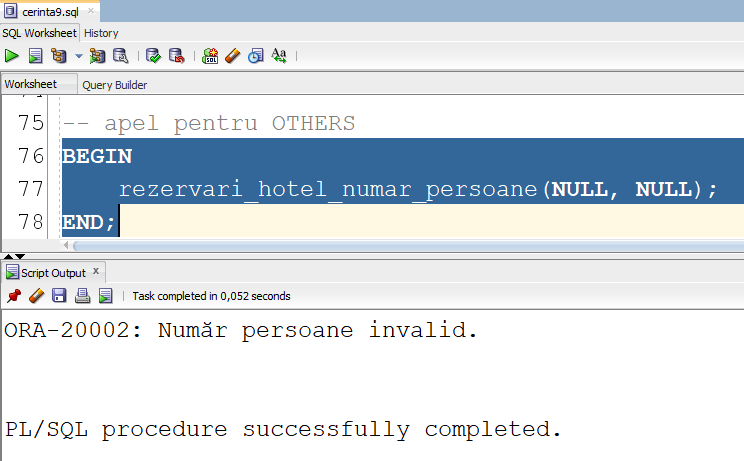 cerinta9.sql
SQL Worksheet History
SQL
Aa
Worksheet Query Builder
75 -- apel pentru OTHERS
76 BEGIN
77 rezervari_hotel_numar_persoane(NULL, NULL);
78 END;
Script Output x
Task completed in 0,052 seconds
ORA-20002: Număr persoane invalid.
PL/SQL procedure successfully completed.